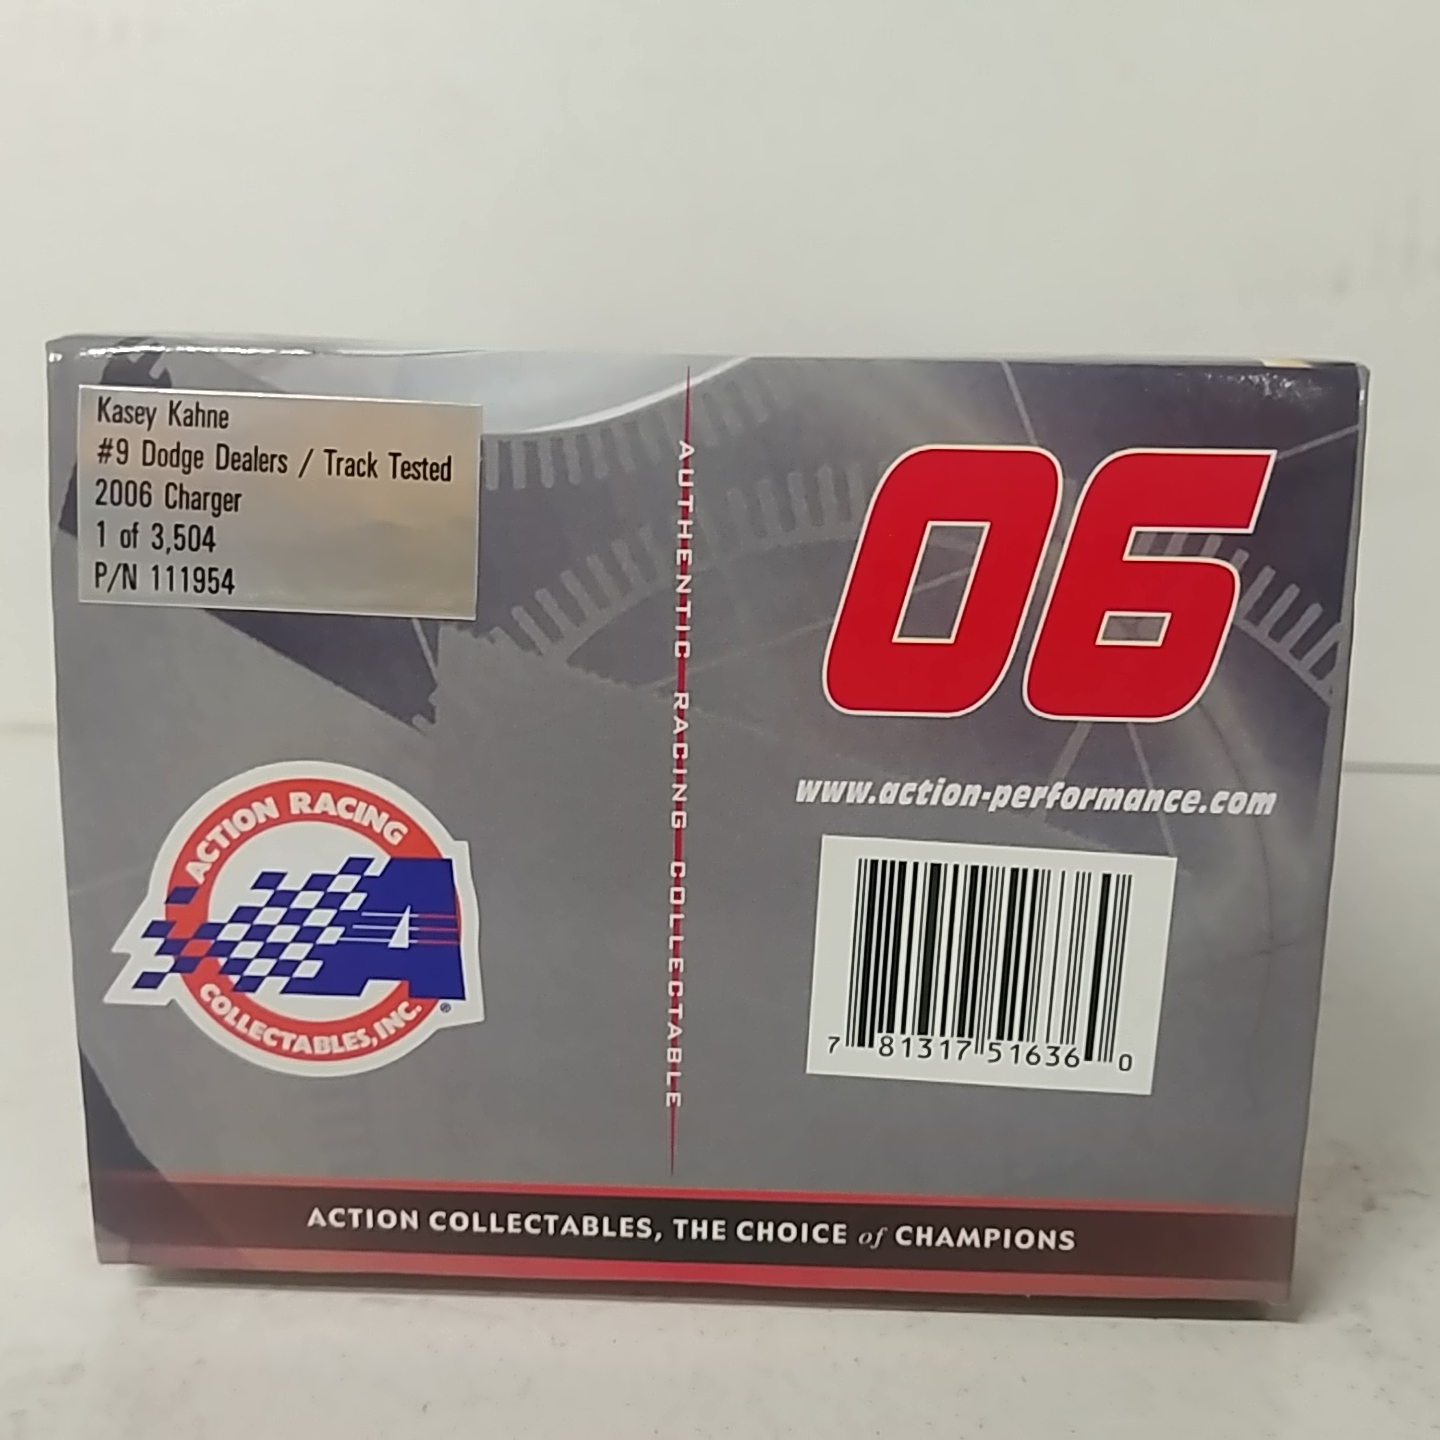 Kasey Kahne
#9 Dodge Dealers / Track Tested
2006 Charger
1 of 3,504
P/N 111954
AUTHENTIC RACING COLLECTABLE
06
www.action-performance.com
ACTION RACING
COLLECTABLES, INC.
®
7 81317 51636 0
ACTION COLLECTABLES, THE CHOICE of CHAMPIONS